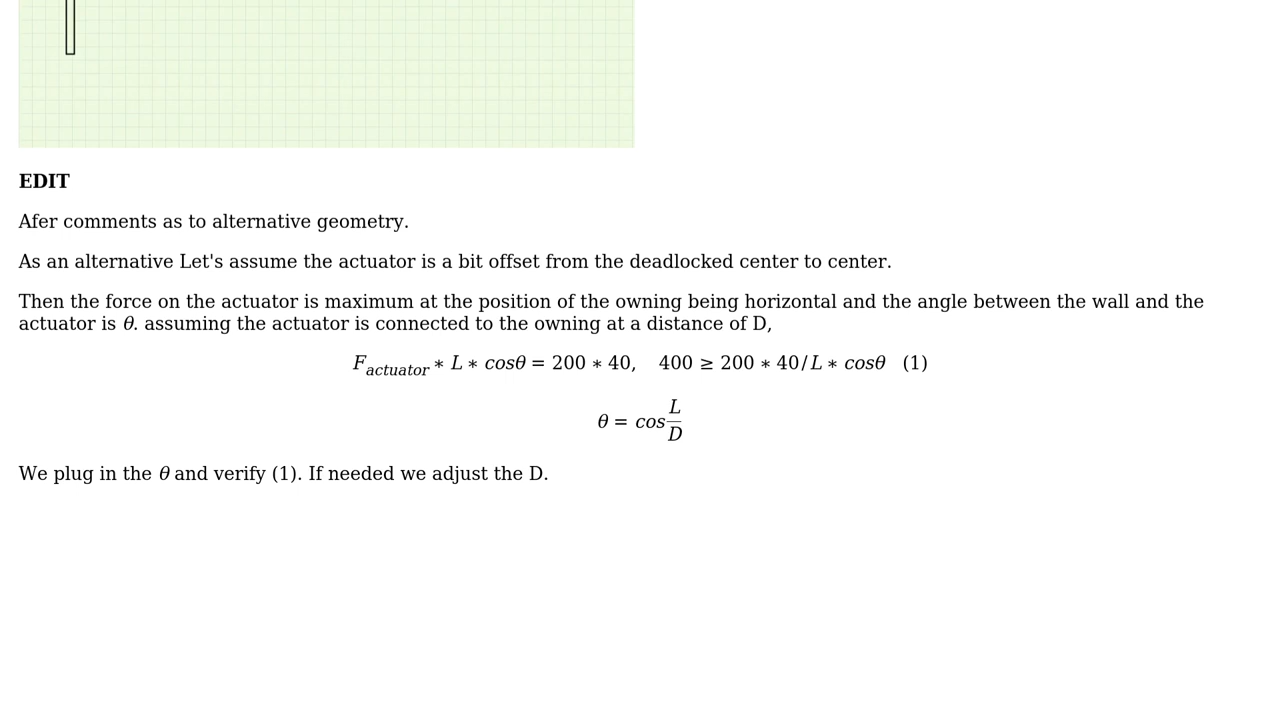 EDIT
Afer comments as to alternative geometry.
As an alternative Let's assume the actuator is a bit offset from the deadlocked center to center.
Then the force on the actuator is maximum at the position of the owning being horizontal and the angle between the wall and the
actuator is θ. assuming the actuator is connected to the owning at a distance of D,
F_{actuator} ∗ L ∗ cosθ = 200 ∗ 40,    400 ≥ 200 ∗ 40/L ∗ cosθ   (1)
θ = cos\frac{L}{D}
We plug in the θ and verify (1). If needed we adjust the D.